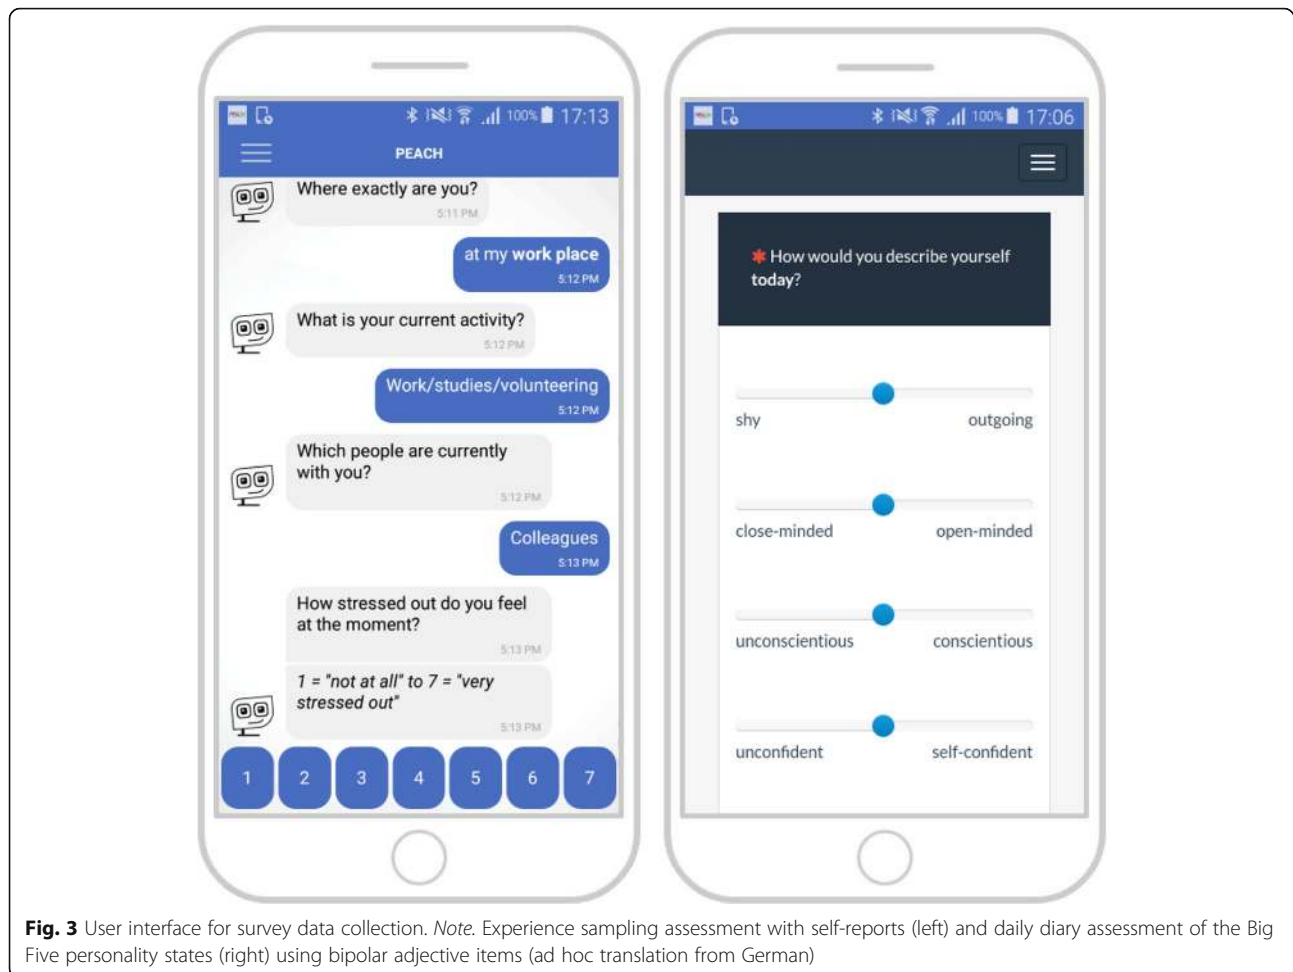 100% 17:13
PEACH
Where exactly are you?
5:11 PM
at my work place
5:12 PM
What is your current activity?
5:12 PM
Work/studies/volunteering
5:12 PM
Which people are currently
with you?
5:12 PM
Colleagues
5:13 PM
How stressed out do you feel
at the moment?
5:13 PM
1 = "not at all" to 7 = "very
stressed out"
5:13 PM
1 2 3 4 5 6 7
100% 17:06
* How would you describe yourself
today?
shy outgoing
close-minded open-minded
unconscientious conscientious
unconfident self-confident
Fig. 3 User interface for survey data collection. Note. Experience sampling assessment with self-reports (left) and daily diary assessment of the Big
Five personality states (right) using bipolar adjective items (ad hoc translation from German)